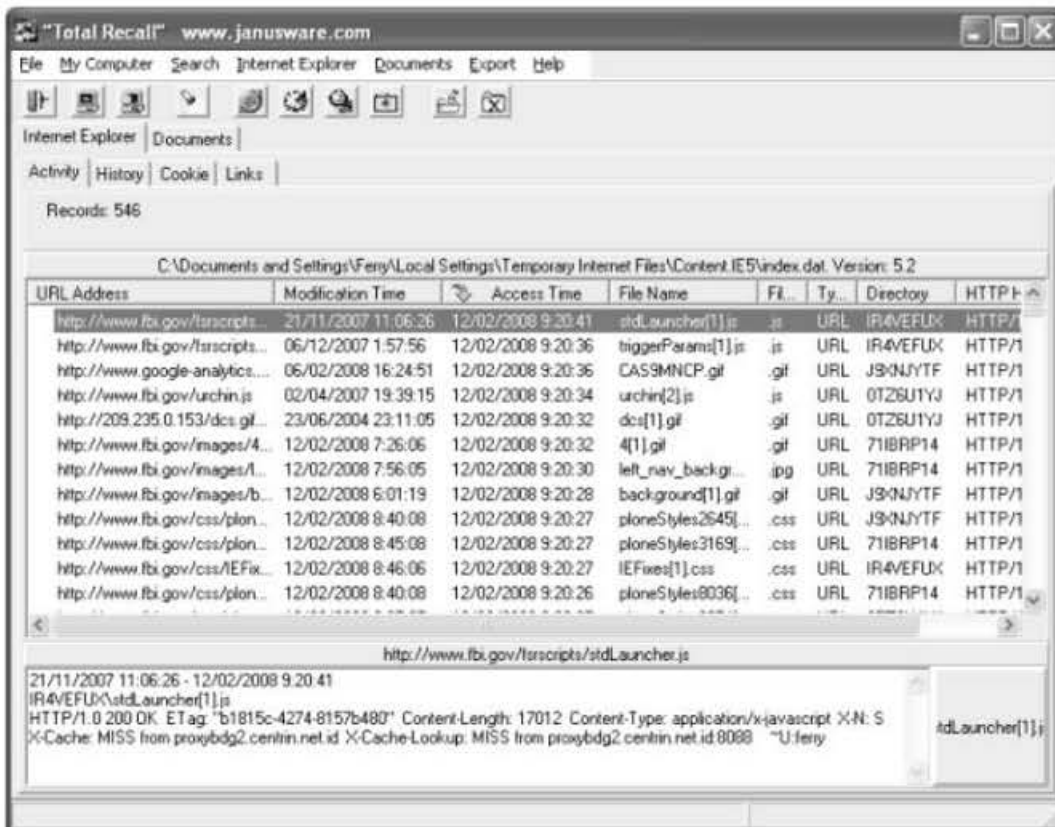 "Total Recall" www.janusware.com
File My Computer Search Internet Explorer Documents Export Help
Internet Explorer Documents
Activity History Cookie Links
Records: 546
C:\Documents and Settings\Ferry\Local Settings\Temporary Internet Files\Content.IE5\index.dat. Version: 5.2
URL Address Modification Time Access Time File Name Fil... Ty... Directory HTTP H
http://www.fbi.gov/fsrscripts... 21/11/2007 11:06:26 12/02/2008 9:20:41 stdLauncher[1].js .js URL IR4VEFUX HTTP/1
http://www.fbi.gov/fsrscripts... 06/12/2007 1:57:56 12/02/2008 9:20:36 triggerParams[1].js .js URL IR4VEFUX HTTP/1
http://www.google-analytics.... 06/02/2008 16:24:51 12/02/2008 9:20:36 CAS9MNCP.gif .gif URL J9XNJYTF HTTP/1
http://www.fbi.gov/urchin.js 02/04/2007 19:39:15 12/02/2008 9:20:34 urchin[2].js .js URL 0TZ6U1YJ HTTP/1
http://209.235.0.153/dcs.gif... 23/06/2004 23:11:05 12/02/2008 9:20:32 dcs[1].gif .gif URL 0TZ6U1YJ HTTP/1
http://www.fbi.gov/images/4... 12/02/2008 7:26:06 12/02/2008 9:20:32 4[1].gif .gif URL 71IBRP14 HTTP/1
http://www.fbi.gov/images/l... 12/02/2008 7:56:05 12/02/2008 9:20:30 left_nav_backgr... .jpg URL 71IBRP14 HTTP/1
http://www.fbi.gov/images/b... 12/02/2008 6:01:19 12/02/2008 9:20:28 background[1].gif .gif URL J9XNJYTF HTTP/1
http://www.fbi.gov/css/plon... 12/02/2008 8:40:08 12/02/2008 9:20:27 ploneStyles2645[... .css URL J9XNJYTF HTTP/1
http://www.fbi.gov/css/plon... 12/02/2008 8:45:08 12/02/2008 9:20:27 ploneStyles3169[... .css URL 71IBRP14 HTTP/1
http://www.fbi.gov/css/IEFix... 12/02/2008 8:46:06 12/02/2008 9:20:27 IEFixes[1].css .css URL IR4VEFUX HTTP/1
http://www.fbi.gov/css/plon... 12/02/2008 8:40:08 12/02/2008 9:20:26 ploneStyles8036[... .css URL 71IBRP14 HTTP/1
http://www.fbi.gov/fsrscripts/stdLauncher.js
21/11/2007 11:06:26 - 12/02/2008 9:20:41
IR4VEFUX\stdLauncher[1].js
HTTP/1.0 200 OK ETag: "b1815c-4274-8157b480" Content-Length: 17012 Content-Type: application/x-javascript X-N: S
X-Cache: MISS from proxybdg2.centrin.net.id X-Cache-Lookup: MISS from proxybdg2.centrin.net.id:8088 ~U:ferry
tdLauncher[1].j